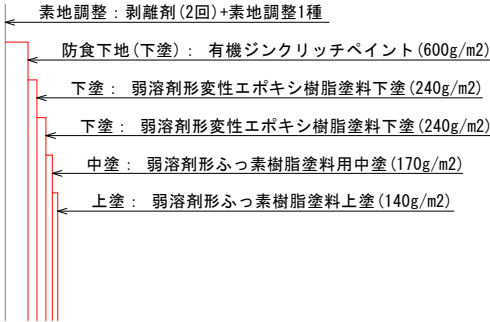 素地調整：剥離剤(2回)+素地調整1種
防食下地(下塗)： 有機ジンクリッチペイント(600g/m2)
下塗： 弱溶剤形変性エポキシ樹脂塗料下塗(240g/m2)
下塗： 弱溶剤形変性エポキシ樹脂塗料下塗(240g/m2)
中塗： 弱溶剤形ふっ素樹脂塗料用中塗(170g/m2)
上塗： 弱溶剤形ふっ素樹脂塗料上塗(140g/m2)